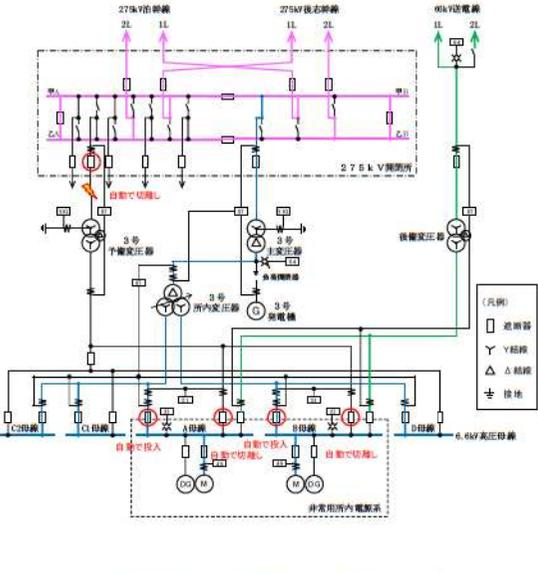 275kV泊幹線
275kV後志幹線
66kV送電線
2L
1L
1L
2L
1L
2L
甲A
甲B
乙A
乙B
275kV開閉所
自動で切離し
3号
予備変圧器
3号
主変圧器
後備変圧器
負荷開閉器
3号
所内変圧器
G
3号
発電機
(凡例)
遮断器
Y結線
Δ結線
接地
C2母線
C1母線
A母線
B母線
D母線
6.6kV高圧母線
自動で投入
自動で切離し
自動で投入
自動で切離し
DG
M
M
DG
非常用所内電源系